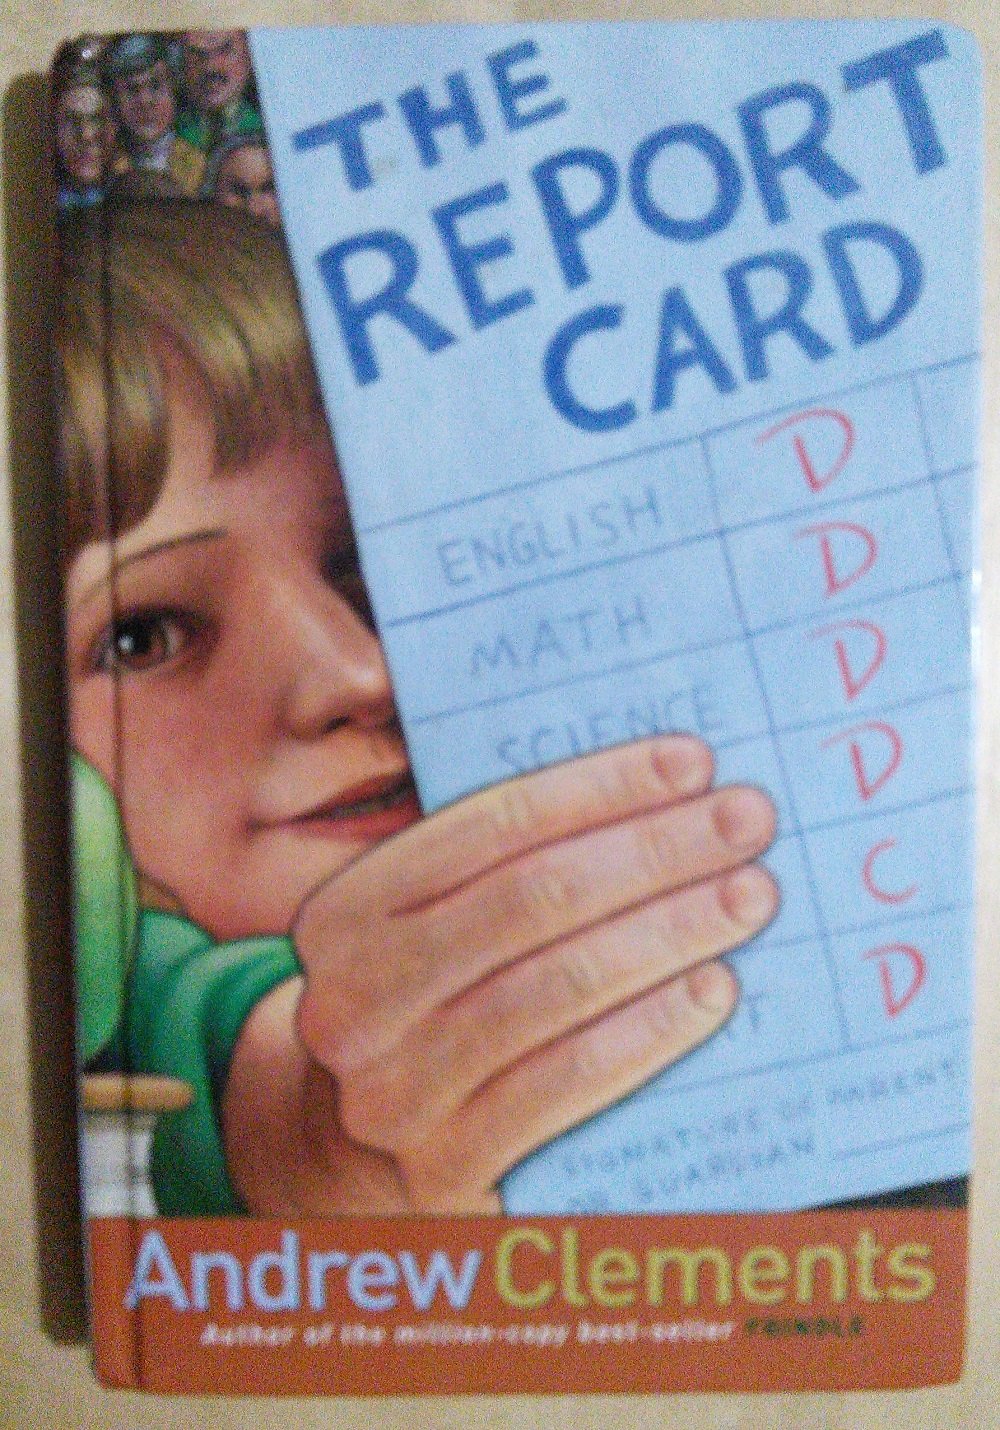 THE
REPORT
CARD
ENGLISH D
MATH D
SCIENCE D
D
C
T D
SIGNATURE OF PARENT
OR GUARDIAN
Andrew Clements
Author of the million-copy best-seller FRINDLE